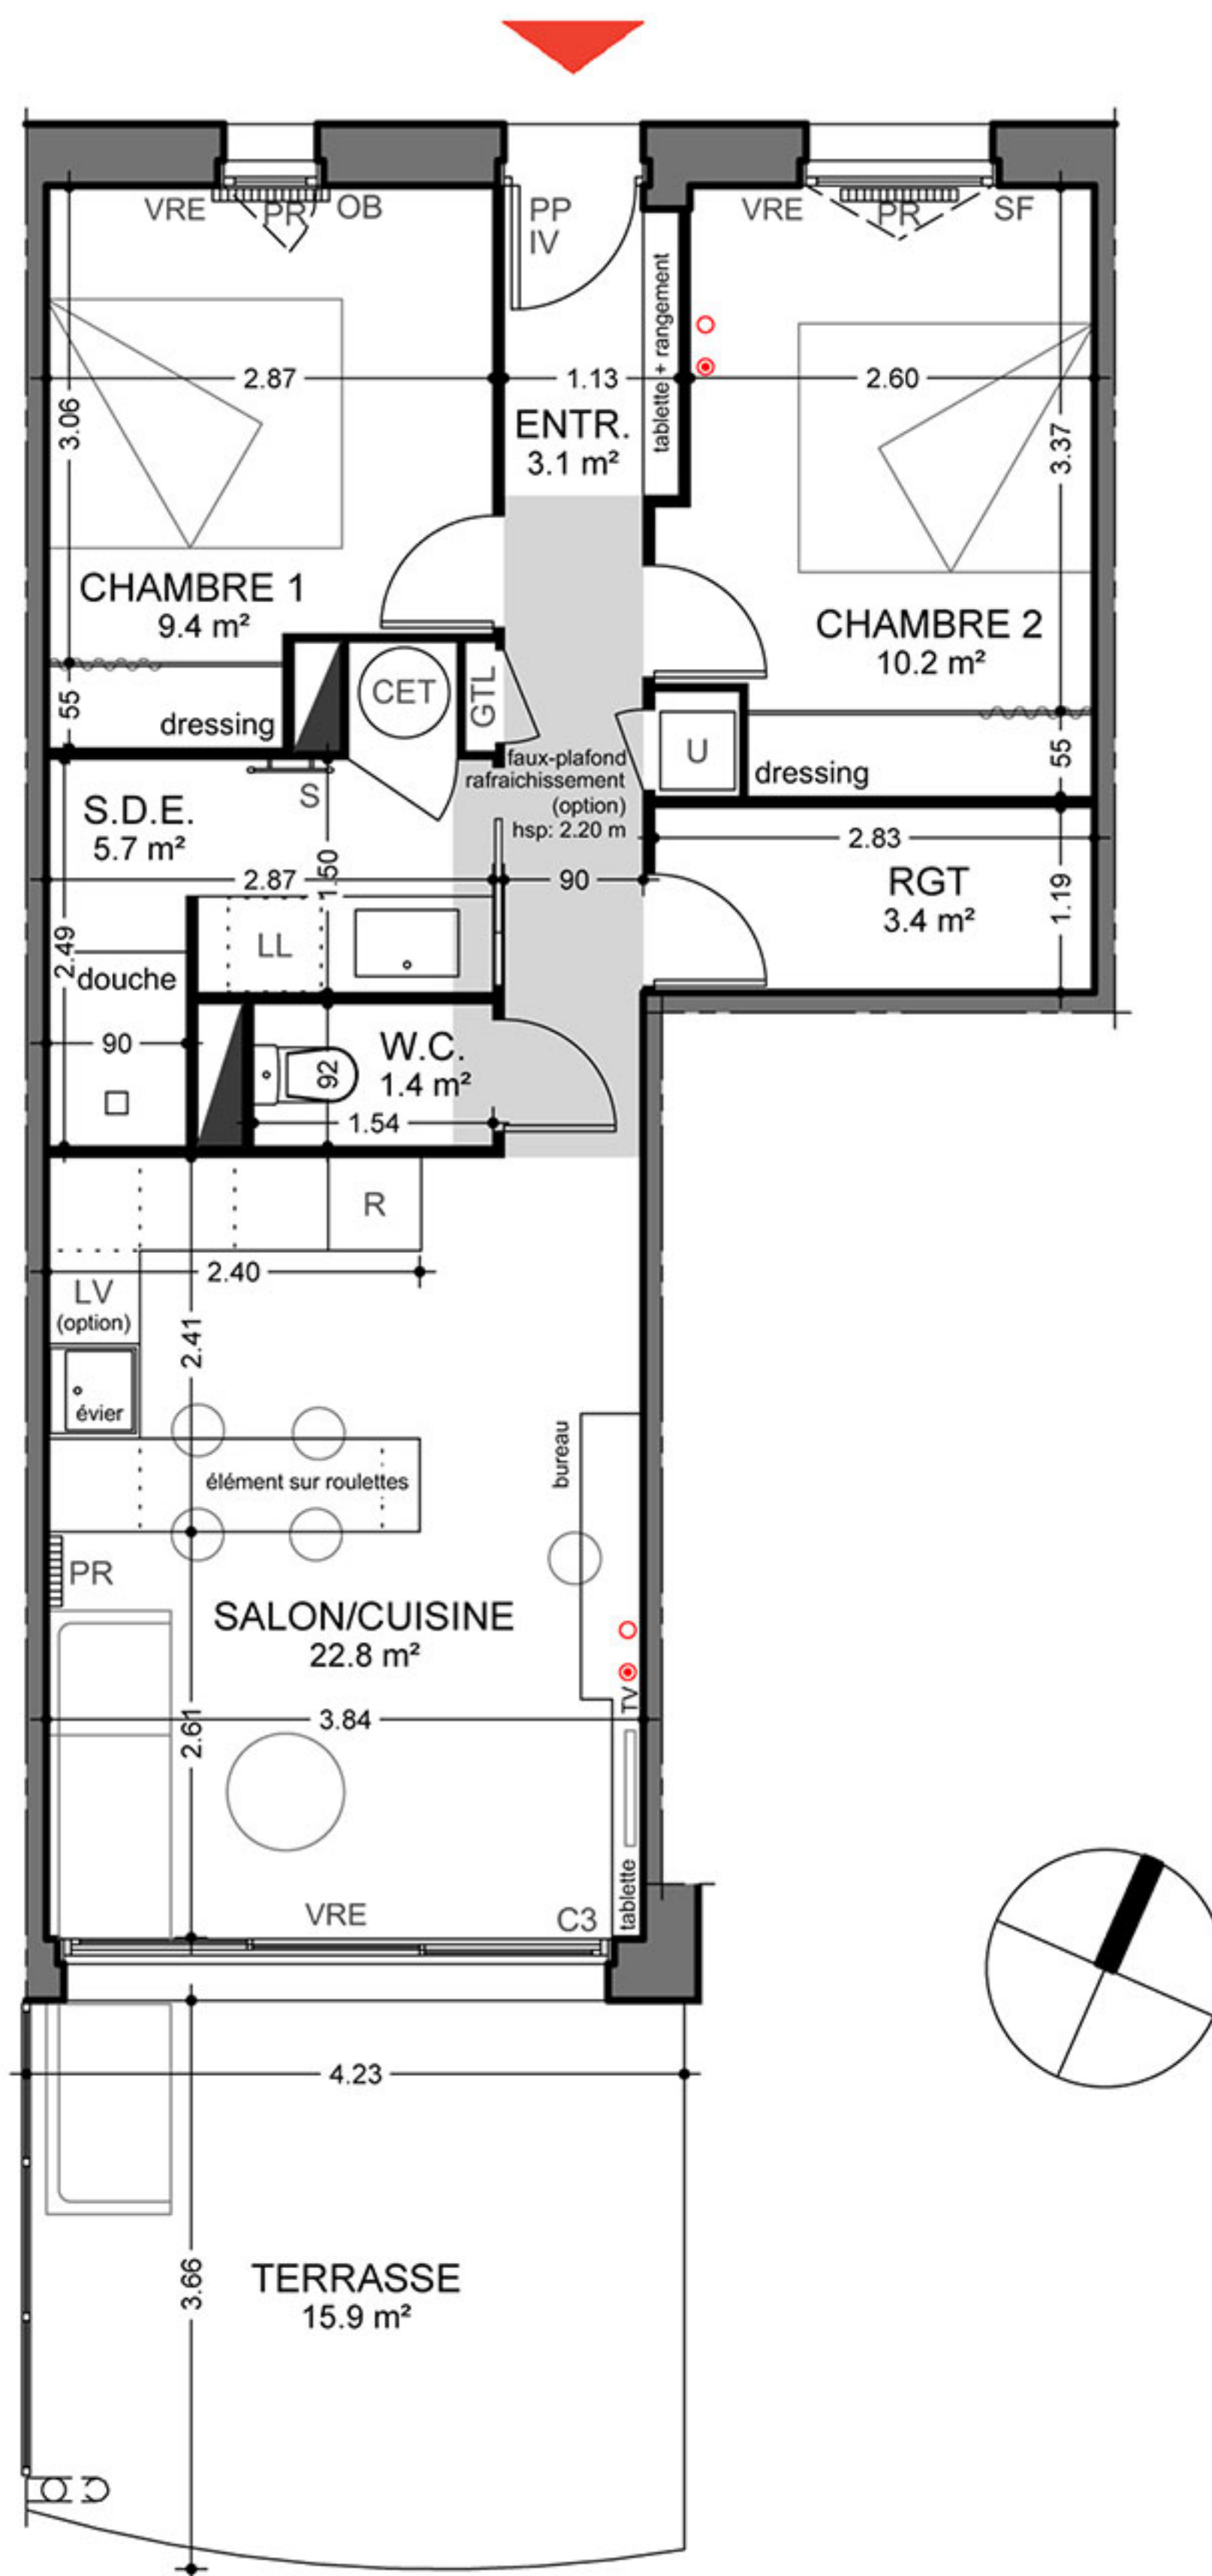 VRE
PR
OB
PP
IV
tablette + rangement
VRE
PR
SF
2.87
1.13
2.60
3.06
ENTR.
3.1 m²
3.37
CHAMBRE 1
9.4 m²
CHAMBRE 2
10.2 m²
55
dressing
CET
GTL
U
dressing
55
faux-plafond
rafraichissement
(option)
hsp: 2.20 m
S.D.E.
5.7 m²
S
2.87
1.50
90
2.83
RGT
3.4 m²
1.19
2.49
LL
douche
90
W.C.
1.4 m²
92
1.54
R
2.40
LV
(option)
2.41
évier
élément sur roulettes
bureau
PR
SALON/CUISINE
22.8 m²
TV
3.84
2.61
VRE
C3
tablette
4.23
3.66
TERRASSE
15.9 m²